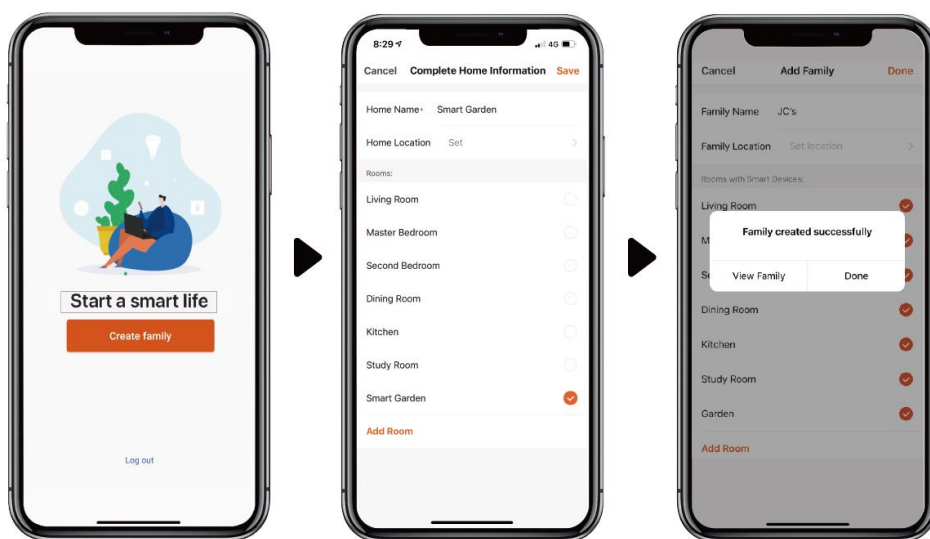 Start a smart life
Create family
Log out
8:29 4G
Cancel Complete Home Information Save
Home Name* Smart Garden
Home Location Set
Rooms:
Living Room
Master Bedroom
Second Bedroom
Dining Room
Kitchen
Study Room
Smart Garden
Add Room
Cancel Add Family Done
Family Name JC's
Family Location Set location
Rooms with Smart Devices:
Living Room
Family created successfully
M
View Family Done
Se
Dining Room
Kitchen
Study Room
Garden
Add Room